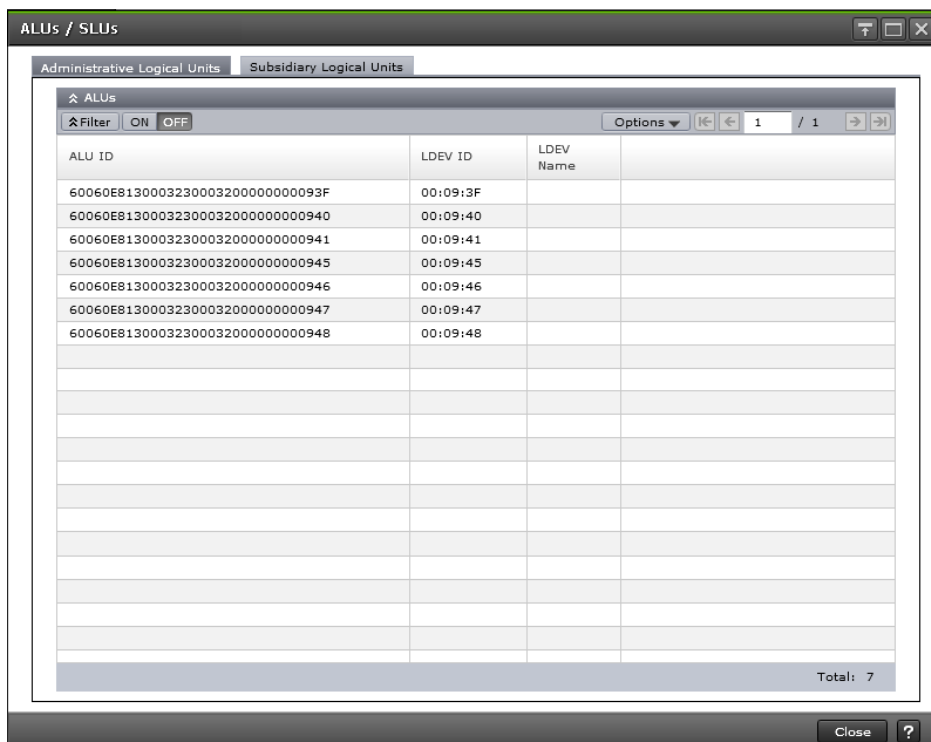 ALUs / SLUs
Administrative Logical Units Subsidiary Logical Units
ALUs
Filter ON OFF Options 1 / 1
ALU ID LDEV ID LDEV Name
60060E8130003230003200000000093F 00:09:3F
60060E81300032300032000000000940 00:09:40
60060E81300032300032000000000941 00:09:41
60060E81300032300032000000000945 00:09:45
60060E81300032300032000000000946 00:09:46
60060E81300032300032000000000947 00:09:47
60060E81300032300032000000000948 00:09:48
Total: 7
Close ?